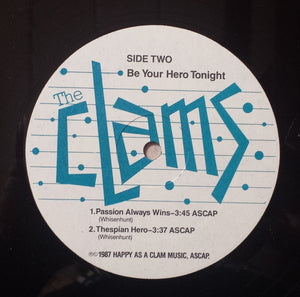 SIDE TWO
Be Your Hero Tonight
The
CLAMS
1.Passion Always Wins–3:45 ASCAP
(Whisenhunt)
2.Thespian Hero–3:37 ASCAP
(Whisenhunt)
℗© 1987 HAPPY AS A CLAM MUSIC, ASCAP.